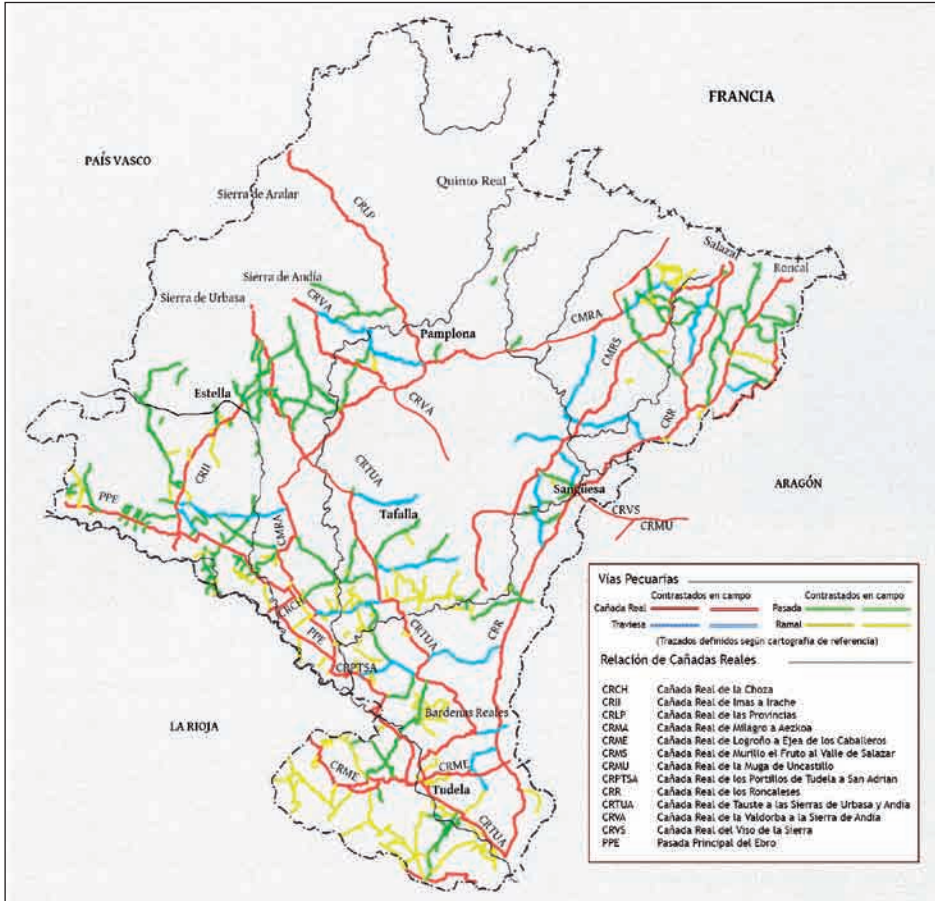 FRANCIA
PAÍS VASCO
Quinto Real
Sierra de Aralar
CRLP
Salazar
Roncal
Sierra de Andía
Sierra de Urbasa
CRVA
CMRA
Pamplona
CMRS
Estella
CRVA
CRR
CRTUA
CRII
ARAGÓN
Sangüesa
PPE
Tafalla
CRVS
CMRA
CRMU
CRCH
PPE
CRTUA
CRR
CRPTSA
Bardenas Reales
LA RIOJA
CRME
CRME
Tudela
CRTUA
Vías Pecuarias
Contrastados en campo Contrastados en campo
Cañada Real Pasada
Traviesa Ramal
(Trazados definidos según cartografía de referencia)
Relación de Cañadas Reales
CRCH Cañada Real de la Choza
CRII Cañada Real de Imas a Irache
CRLP Cañada Real de las Provincias
CRMA Cañada Real de Milagro a Aezkoa
CRME Cañada Real de Logroño a Ejea de los Caballeros
CRMS Cañada Real de Murillo el Fruto al Valle de Salazar
CRMU Cañada Real de la Muga de Uncastillo
CRPTSA Cañada Real de los Portillos de Tudela a San Adrian
CRR Cañada Real de los Roncaleses
CRTUA Cañada Real de Tauste a las Sierras de Urbasa y Andía
CRVA Cañada Real de la Valdorba a la Sierra de Andía
CRVS Cañada Real del Viso de la Sierra
PPE Pasada Principal del Ebro